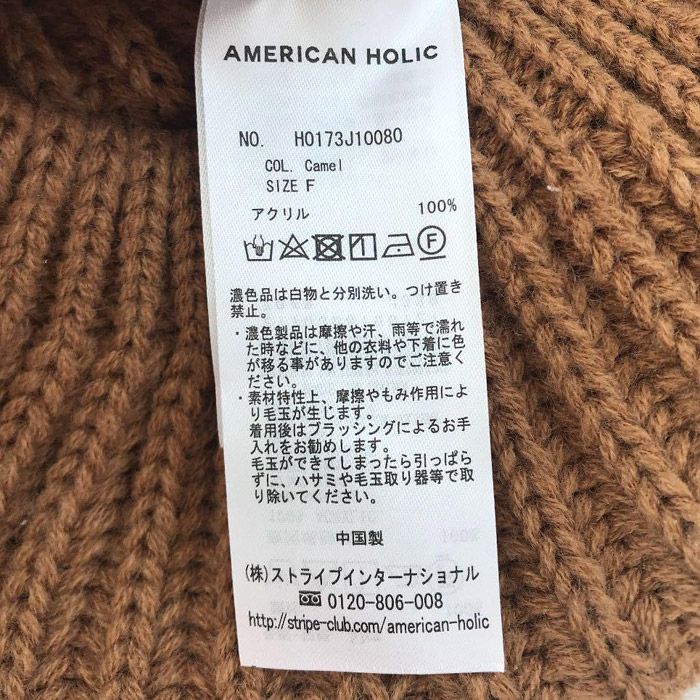 AMERICAN HOLIC
NO. H0173J10080
COL. Camel
SIZE F
アクリル 100%
F
濃色品は白物と分別洗い。つけ置き
禁止。
・濃色製品は摩擦や汗、雨等で濡れ
た時などに、他の衣料や下着に色
が移る事がありますのでご注意く
ださい。
・素材特性上、摩擦やもみ作用によ
り毛玉が生じます。
着用後はブラッシングによるお手
入れをお勧めします。
毛玉ができてしまったら引っぱら
ずに、ハサミや毛玉取り器等で取
り除いてください。
中国製
(株)ストライプインターナショナル
0120-806-008
http://stripe-club.com/american-holic